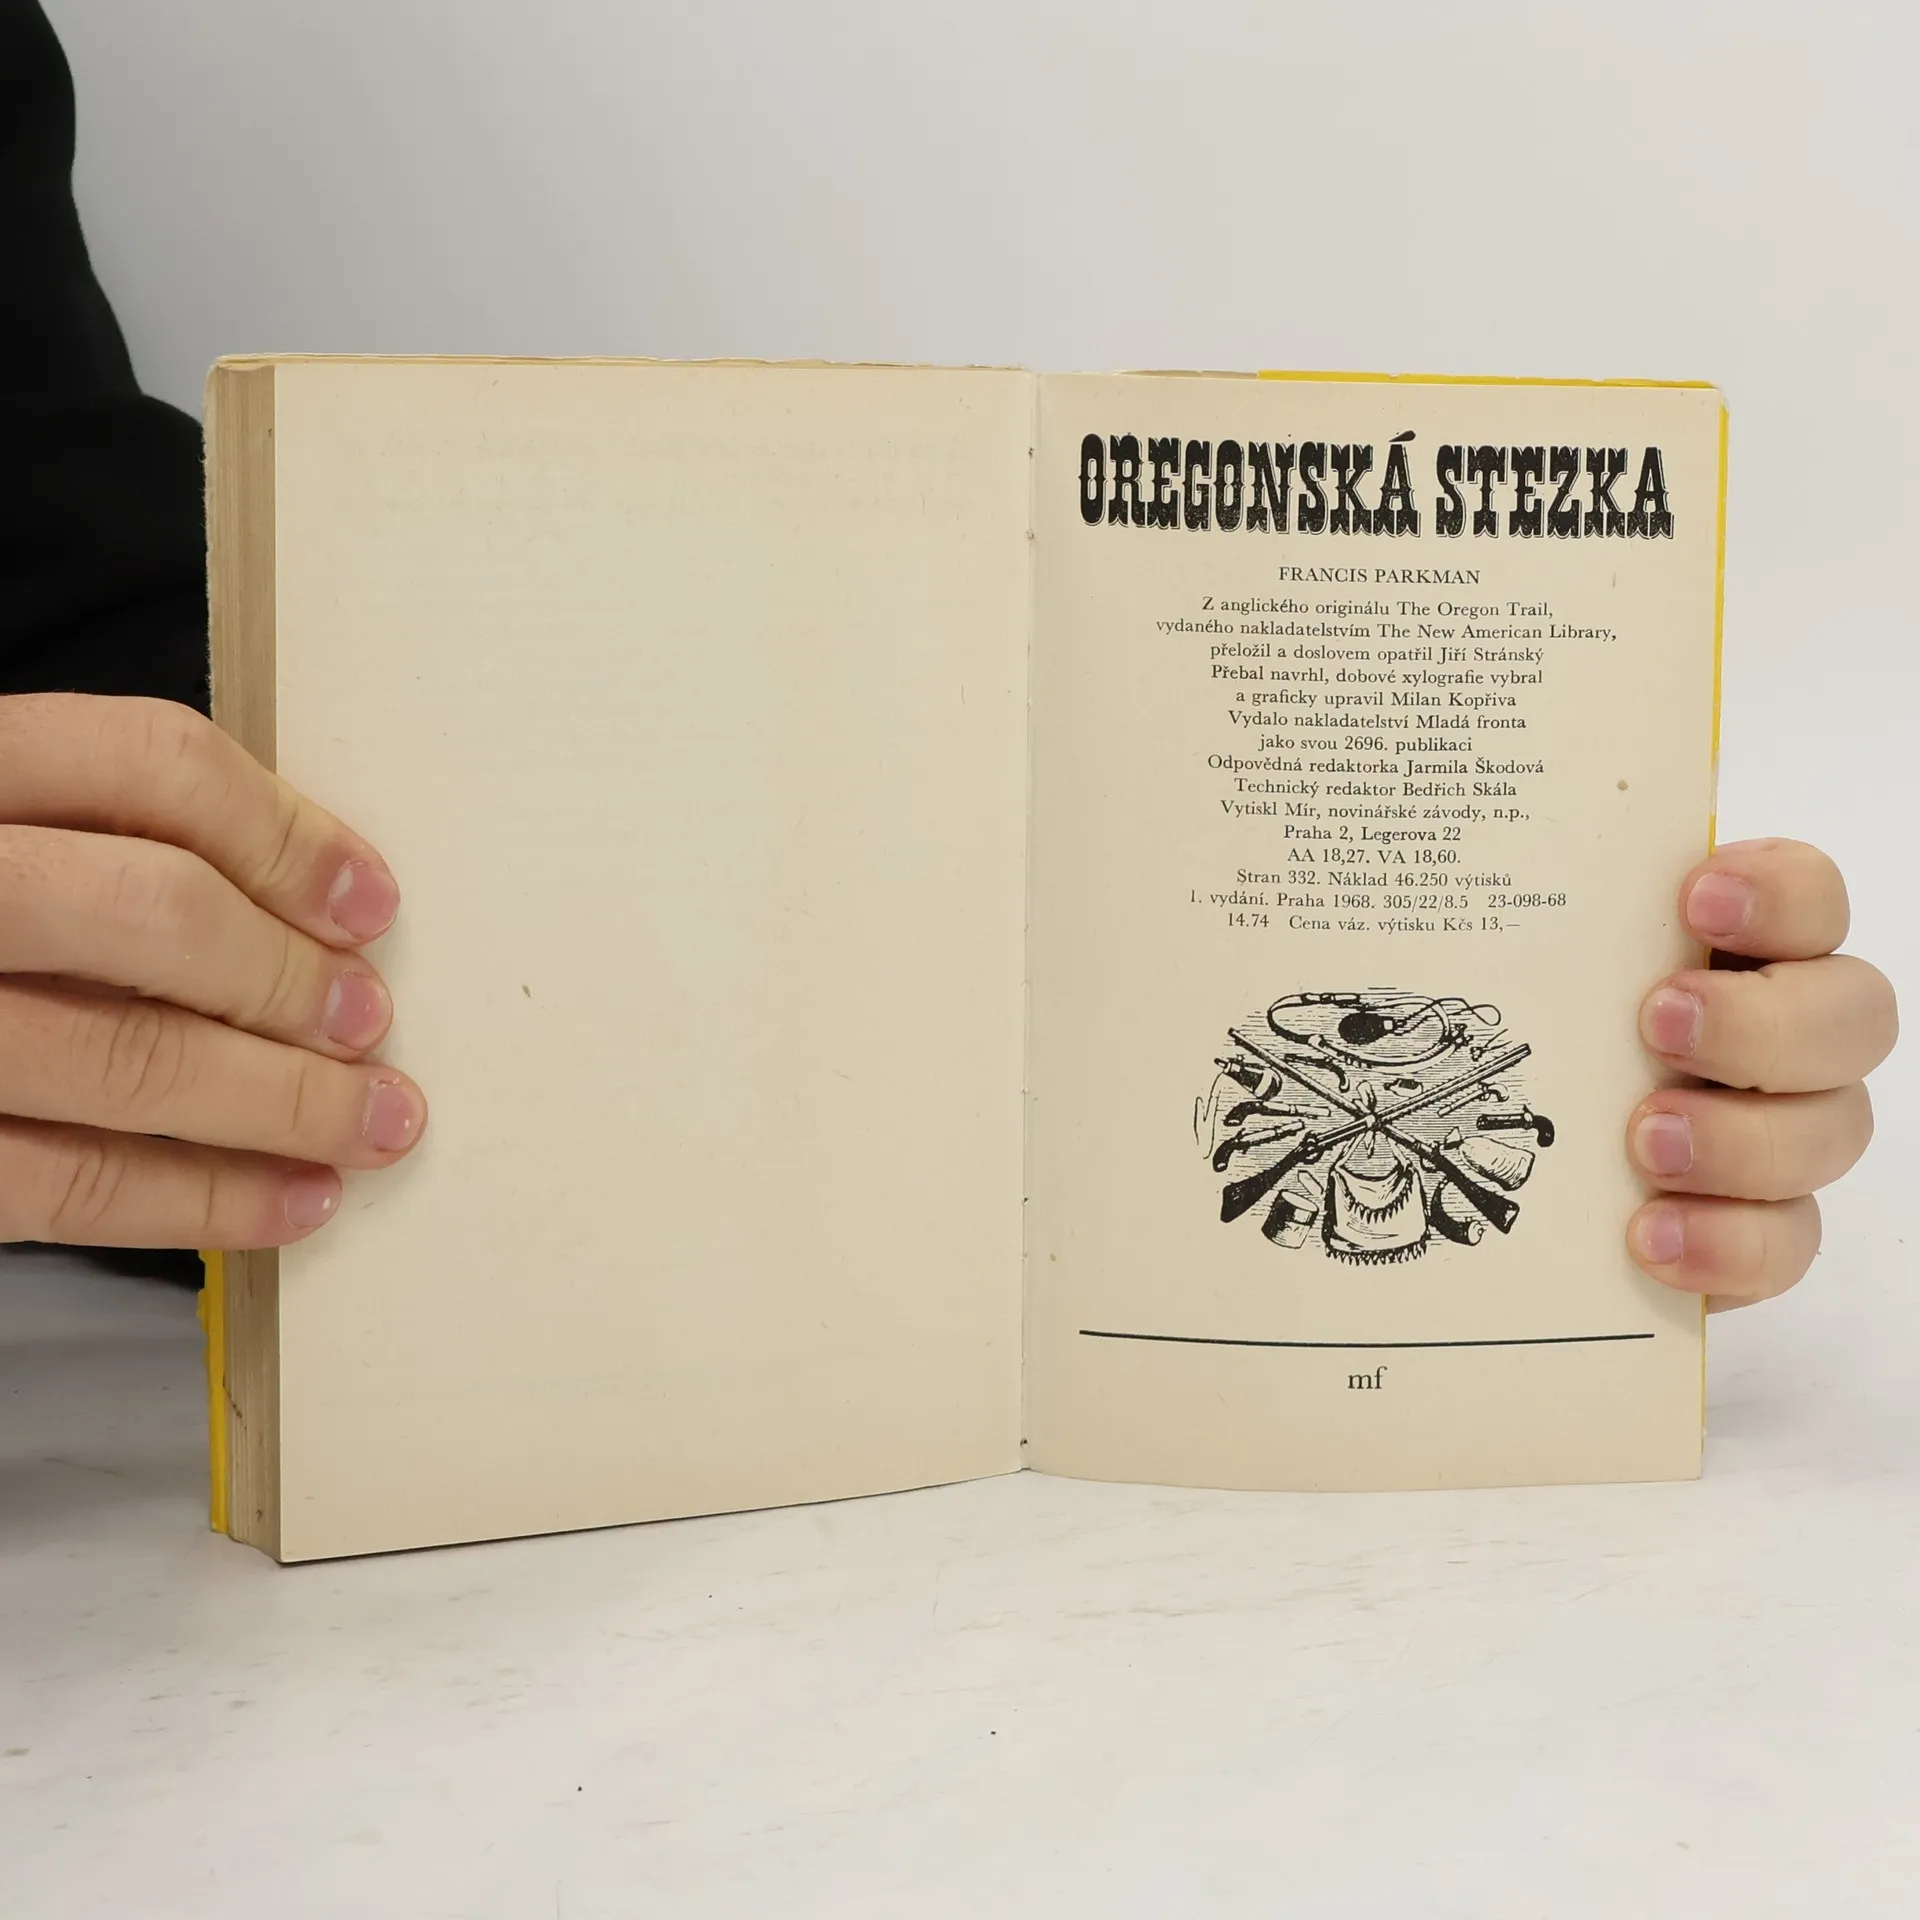 OREGONSKÁ STEZKA
FRANCIS PARKMAN
Z anglického originálu The Oregon Trail,
vydaného nakladatelstvím The New American Library,
přeložil a doslovem opatřil Jiří Stránský
Přebal navrhl, dobové xylografie vybral
a graficky upravil Milan Kopřiva
Vydalo nakladatelství Mladá fronta
jako svou 2696. publikaci
Odpovědná redaktorka Jarmila Škodová
Technický redaktor Bedřich Skála
Vytiskl Mír, novinářské závody, n.p.,
Praha 2, Legerova 22
AA 18,27. VA 18,60.
Stran 332. Náklad 46.250 výtisků
1. vydání. Praha 1968. 305/22/8.5 23-098-68
14.74 Cena váz. výtisku Kčs 13,—
mf